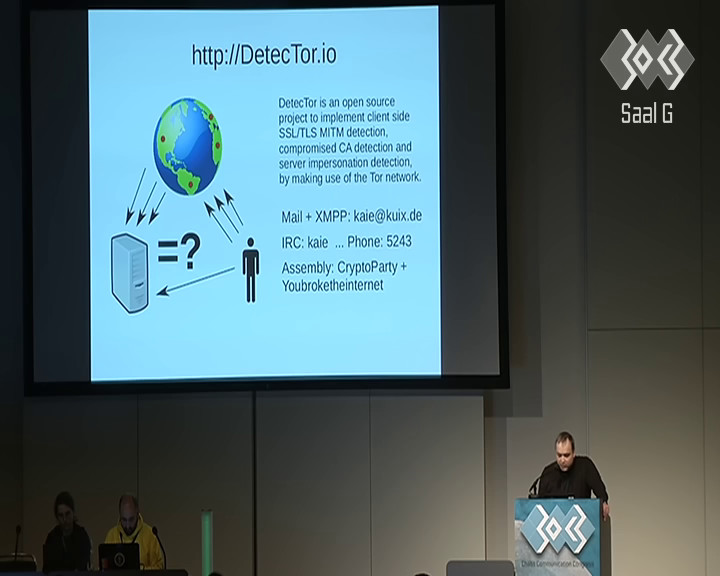 http://DetecTor.io
DetecTor is an open source
project to implement client side
SSL/TLS MITM detection,
compromised CA detection and
server impersonation detection,
by making use of the Tor network.
=?
Mail + XMPP: kaie@kuix.de
IRC: kaie ... Phone: 5243
Assembly: CryptoParty +
Youbroketheinternet
30C3
Saal G
30C3
Chaos Communication Congress